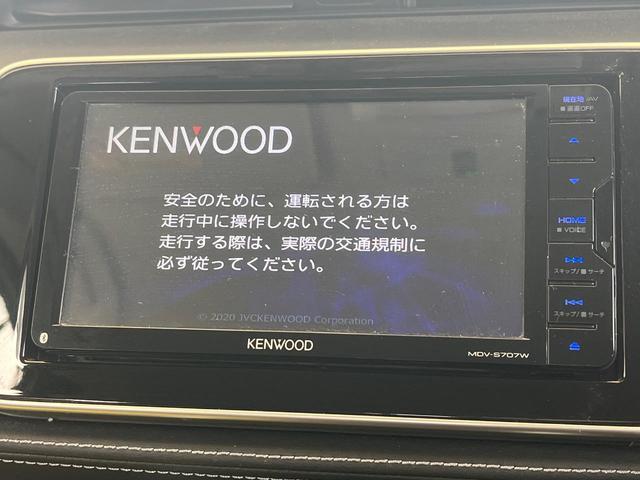 KENWOOD
安全のために、運転される方は
走行中に操作しないでください。
走行する際は、実際の交通規制に
必ず従ってください。
© 2020 JVCKENWOOD Corporation
KENWOOD
MDV-S707W
現在地/AV
■ 画面OFF
HOME
■ VOICE
スキップ/■ サーチ
スキップ/■ サーチ